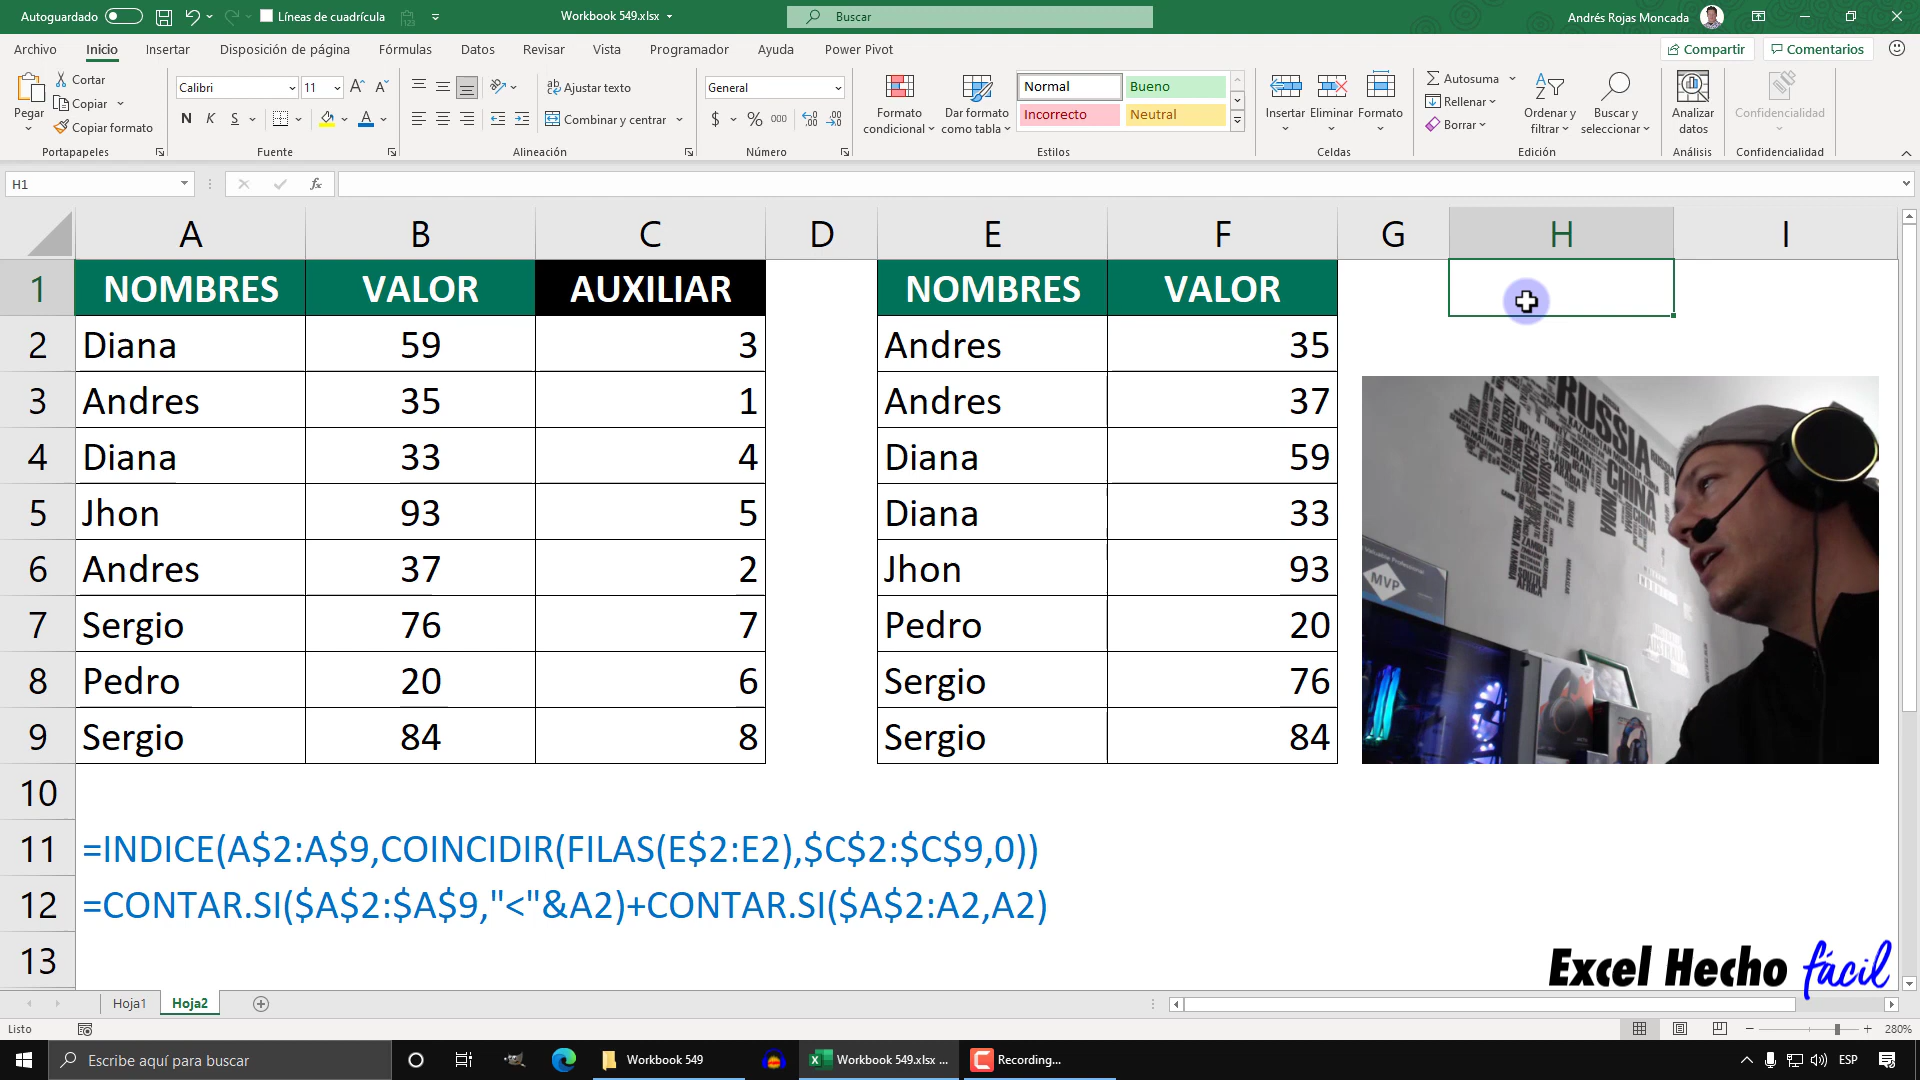 Autoguardado
Líneas de cuadrícula
Workbook 549.xlsx
Buscar
Andrés Rojas Moncada
Archivo Inicio Insertar Disposición de página Fórmulas Datos Revisar Vista Programador Ayuda Power Pivot
Compartir Comentarios
Pegar
Cortar
Copiar
Copiar formato
Portapapeles
Calibri 11
N K S
Fuente
Ajustar texto
Combinar y centrar
Alineación
General
$ % 000
Número
Formato condicional
Dar formato como tabla
Normal Bueno
Incorrecto Neutral
Estilos
Insertar Eliminar Formato
Celdas
Autosuma
Rellenar
Borrar
Ordenar y filtrar
Buscar y seleccionar
Edición
Analizar datos
Análisis
Confidencialidad
Confidencialidad
H1
fx
A B C D E F G H I
1 NOMBRES VALOR AUXILIAR NOMBRES VALOR
2 Diana 59 3 Andres 35
3 Andres 35 1 Andres 37
4 Diana 33 4 Diana 59
5 Jhon 93 5 Diana 33
6 Andres 37 2 Jhon 93
7 Sergio 76 7 Pedro 20
8 Pedro 20 6 Sergio 76
9 Sergio 84 8 Sergio 84
10
11 =INDICE(A$2:A$9,COINCIDIR(FILAS(E$2:E2),$C$2:$C$9,0))
12 =CONTAR.SI($A$2:$A$9,"<"&A2)+CONTAR.SI($A$2:A2,A2)
13
RUSSIA
CHINA
MVP
Excel Hecho fácil
Hoja1 Hoja2
Listo
280%
Escribe aquí para buscar
Workbook 549
Workbook 549.xlsx ...
Recording...
ESP